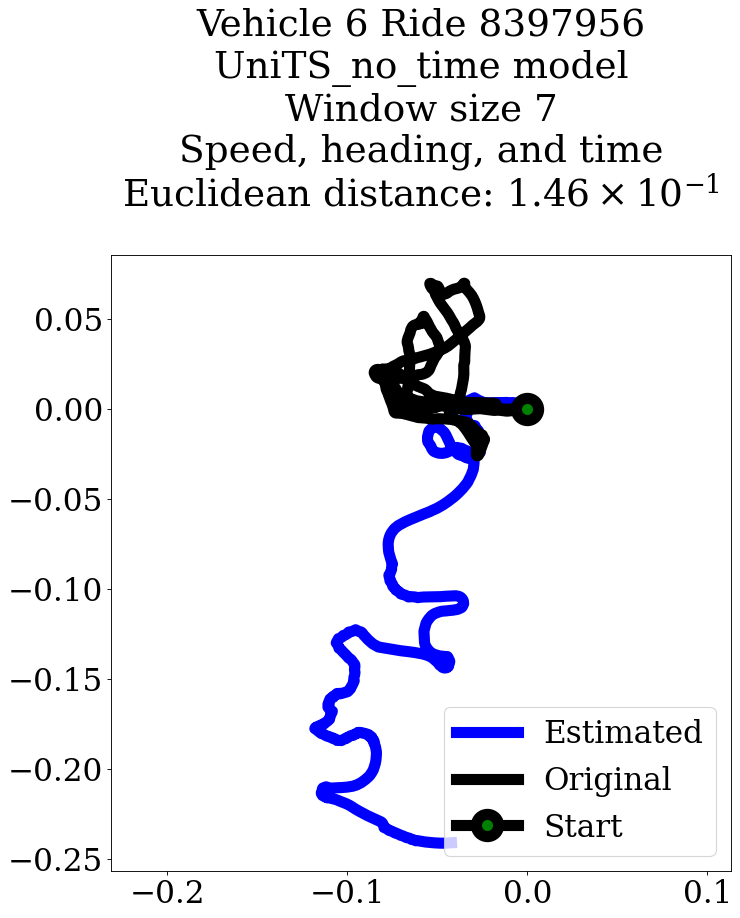 Vehicle 6 Ride 8397956
UniTS_no_time model
Window size 7
Speed, heading, and time
Euclidean distance: 1.46 × 10⁻¹
0.05
0.00
−0.05
−0.10
−0.15
−0.20
−0.25
−0.2
−0.1
0.0
0.1
Estimated
Original
Start